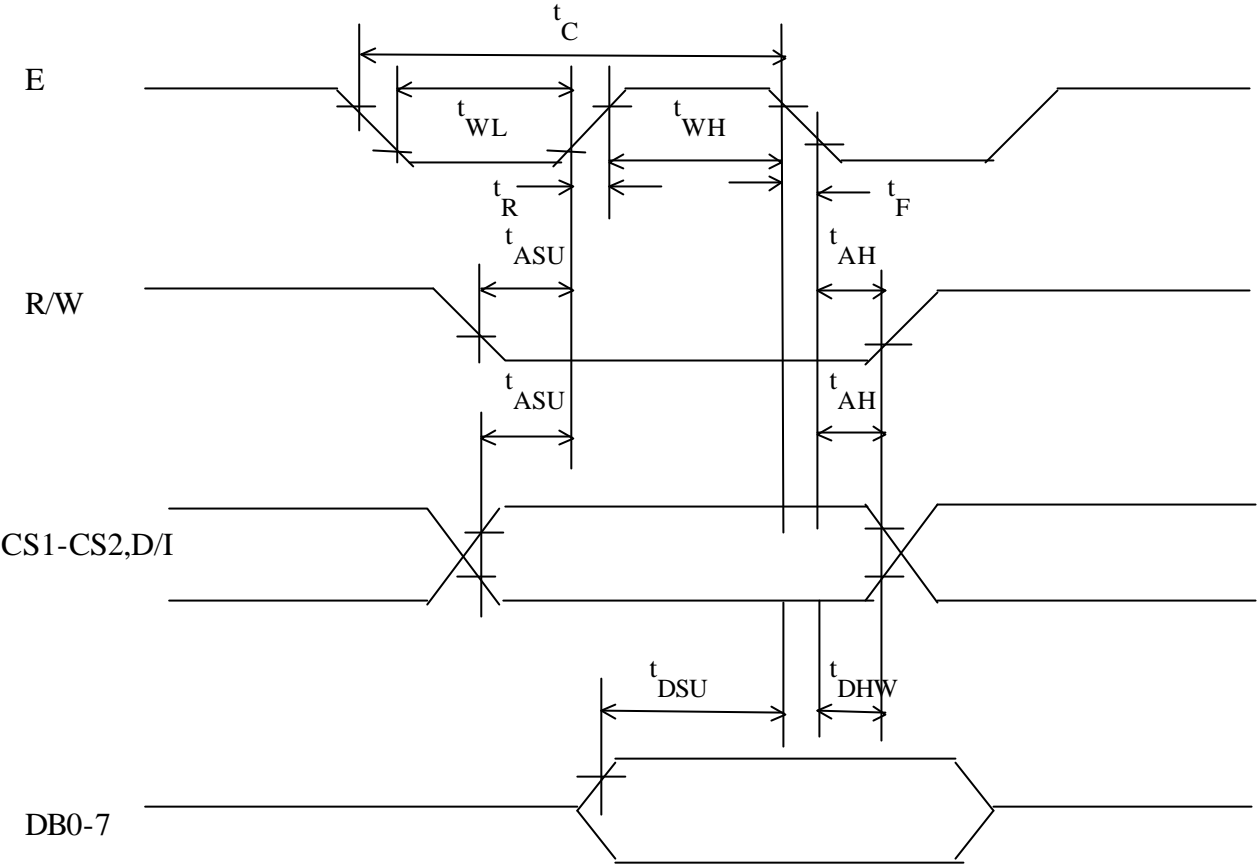 tC
E
tWL
tWH
tR
tF
tASU
tAH
R/W
tASU
tAH
CS1-CS2,D/I
tDSU
tDHW
DB0-7